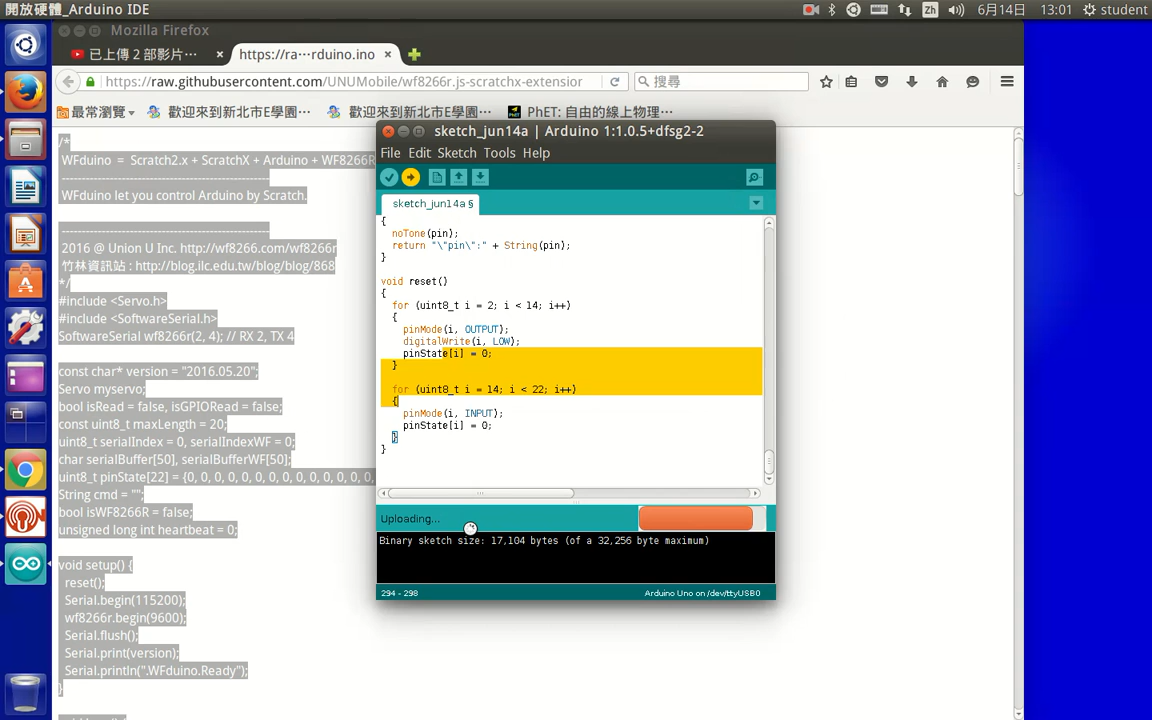 開放硬體_Arduino IDE
Zh
6月14日
13:01
student
Mozilla Firefox
已上傳 2 部影片…
https://ra…rduino.ino
https://raw.githubusercontent.com/UNUMobile/wf8266r.js-scratchx-extension
搜尋
最常瀏覽
歡迎來到新北市E學園…
歡迎來到新北市E學園…
PhET: 自由的線上物理…
/*
WFduino = Scratch2.x + ScratchX + Arduino + WF8266R
WFduino let you control Arduino by Scratch.
2016 @ Union U Inc. http://wf8266.com/wf8266r
竹林資訊站 : http://blog.ilc.edu.tw/blog/blog/868
*/
#include <Servo.h>
#include <SoftwareSerial.h>
SoftwareSerial wf8266r(2, 4); // RX 2, TX 4
const char* version = "2016.05.20";
Servo myservo;
bool isRead = false, isGPIORead = false;
const uint8_t maxLength = 20;
uint8_t serialIndex = 0, serialIndexWF = 0;
char serialBuffer[50], serialBufferWF[50];
uint8_t pinState[22] = {0, 0, 0, 0, 0, 0, 0, 0, 0, 0, 0, 0, 0, 0,
String cmd = "";
bool isWF8266R = false;
unsigned long int heartbeat = 0;
void setup() {
reset();
Serial.begin(115200);
wf8266r.begin(9600);
Serial.flush();
Serial.print(version);
Serial.println(".WFduino.Ready");
}
sketch_jun14a | Arduino 1:1.0.5+dfsg2-2
File Edit Sketch Tools Help
sketch_jun14a §
{
noTone(pin);
return "\"pin\":" + String(pin);
}
void reset()
{
for (uint8_t i = 2; i < 14; i++)
{
pinMode(i, OUTPUT);
digitalWrite(i, LOW);
pinState[i] = 0;
}
for (uint8_t i = 14; i < 22; i++)
{
pinMode(i, INPUT);
pinState[i] = 0;
}
}
Uploading...
Binary sketch size: 17,104 bytes (of a 32,256 byte maximum)
294 - 298
Arduino Uno on /dev/ttyUSB0